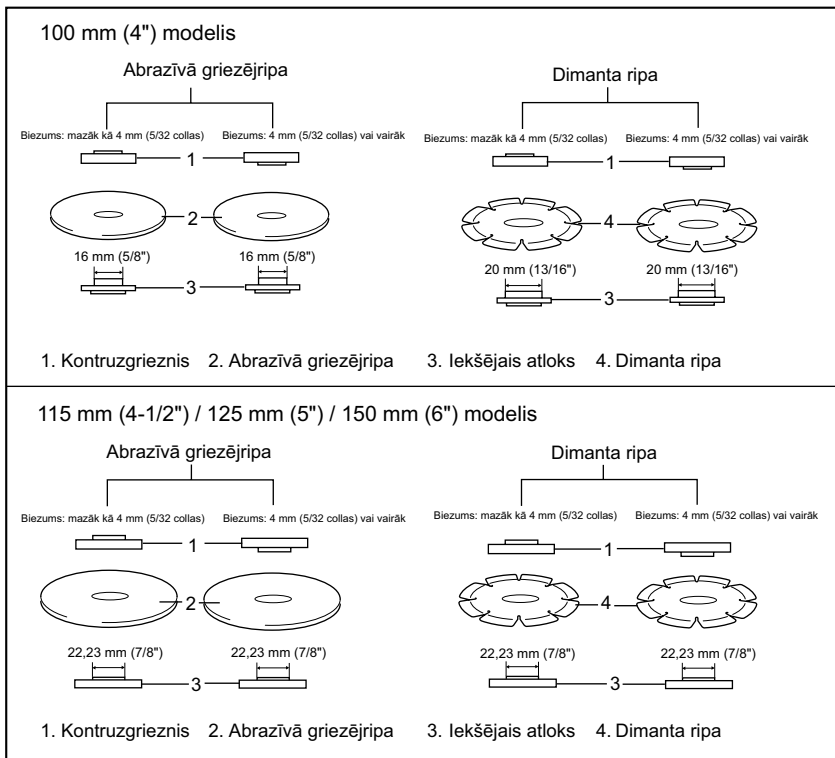 100 mm (4") modelis
Abrazīvā griezējripa
Dimanta ripa
Biezums: mazāk kā 4 mm (5/32 collas) Biezums: 4 mm (5/32 collas) vai vairāk
Biezums: mazāk kā 4 mm (5/32 collas) Biezums: 4 mm (5/32 collas) vai vairāk
1
1
2
4
16 mm (5/8") 16 mm (5/8")
20 mm (13/16") 20 mm (13/16")
3
3
1. Kontruzgrieznis 2. Abrazīvā griezējripa 3. Iekšējais atloks 4. Dimanta ripa
115 mm (4-1/2") / 125 mm (5") / 150 mm (6") modelis
Abrazīvā griezējripa
Dimanta ripa
Biezums: mazāk kā 4 mm (5/32 collas) Biezums: 4 mm (5/32 collas) vai vairāk
Biezums: mazāk kā 4 mm (5/32 collas) Biezums: 4 mm (5/32 collas) vai vairāk
1
1
2
4
22,23 mm (7/8") 22,23 mm (7/8")
22,23 mm (7/8") 22,23 mm (7/8")
3
3
1. Kontruzgrieznis 2. Abrazīvā griezējripa 3. Iekšējais atloks 4. Dimanta ripa